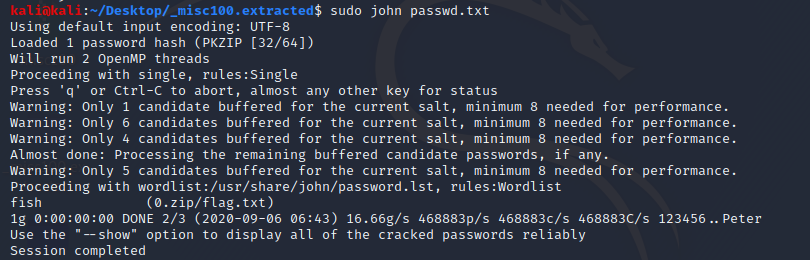 kali@kali:~/Desktop/_misc100.extracted$ sudo john passwd.txt
Using default input encoding: UTF-8
Loaded 1 password hash (PKZIP [32/64])
Will run 2 OpenMP threads
Proceeding with single, rules:Single
Press 'q' or Ctrl-C to abort, almost any other key for status
Warning: Only 1 candidate buffered for the current salt, minimum 8 needed for performance.
Warning: Only 6 candidates buffered for the current salt, minimum 8 needed for performance.
Warning: Only 4 candidates buffered for the current salt, minimum 8 needed for performance.
Almost done: Processing the remaining buffered candidate passwords, if any.
Warning: Only 5 candidates buffered for the current salt, minimum 8 needed for performance.
Proceeding with wordlist:/usr/share/john/password.lst, rules:Wordlist
fish             (0.zip/flag.txt)
1g 0:00:00:00 DONE 2/3 (2020-09-06 06:43) 16.66g/s 468883p/s 468883c/s 468883C/s 123456..Peter
Use the "--show" option to display all of the cracked passwords reliably
Session completed